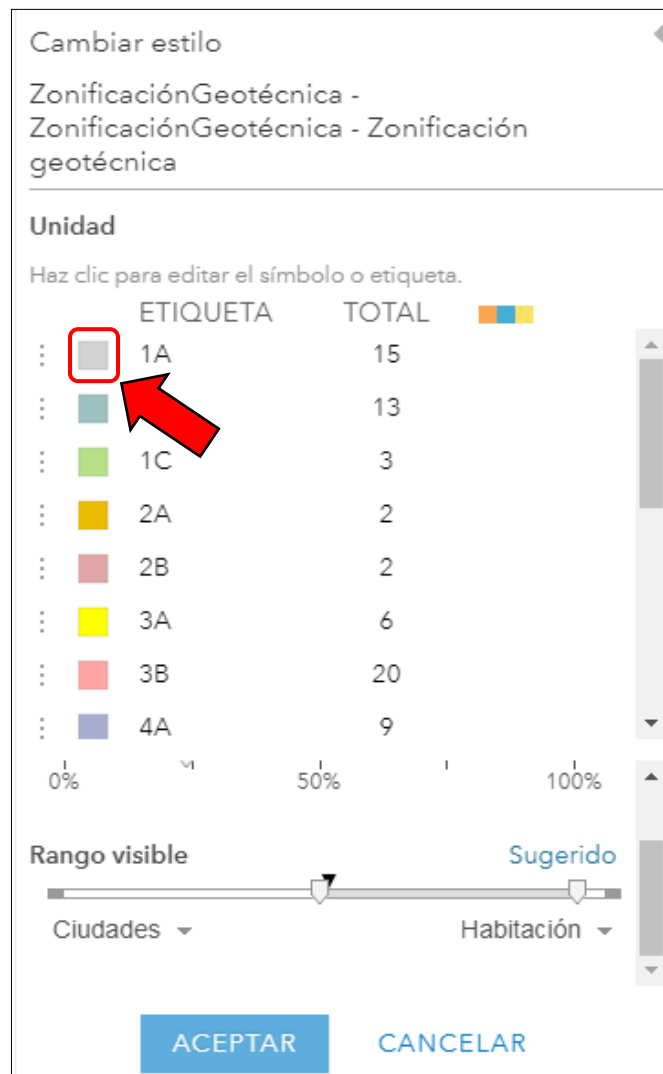 Cambiar estilo
ZonificaciónGeotécnica -
ZonificaciónGeotécnica - Zonificación
geotécnica
Unidad
Haz clic para editar el símbolo o etiqueta.
ETIQUETA TOTAL
1A 15
13
1C 3
2A 2
2B 2
3A 6
3B 20
4A 9
0% 50% 100%
Rango visible Sugerido
Ciudades Habitación
ACEPTAR CANCELAR